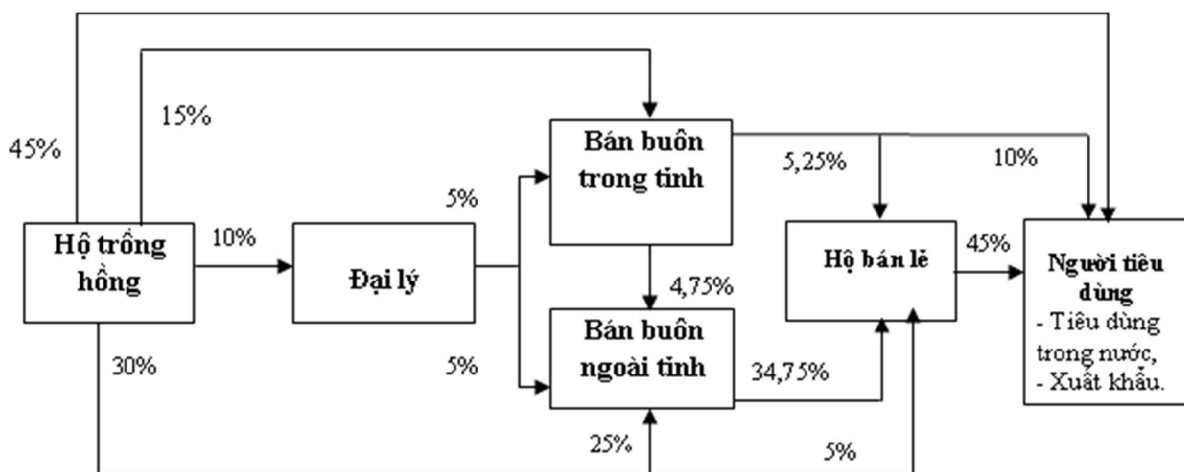 15%
45%
Bán buôn
trong tỉnh
5,25%
10%
5%
Hộ trồng
hồng
10%
Đại lý
Hộ bán lẻ
45%
Người tiêu
dùng
- Tiêu dùng
trong nước,
- Xuất khẩu.
4,75%
30%
5%
Bán buôn
ngoài tỉnh
34,75%
25%
5%